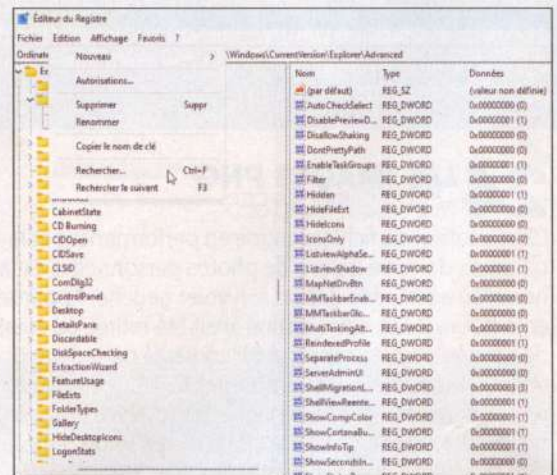 Éditeur du Registre
Fichier Edition Affichage Favoris ?
Ordinate \Windows\CurrentVersion\Explorer\Advanced
Nouveau >
Autorisations...
Supprimer Suppr
Renommer
Copier le nom de clé
Rechercher... Ctrl+F
Rechercher le suivant F3
CabinetState
CD Burning
CIDOpen
CIDSave
CLSID
ComDlg32
ControlPanel
Desktop
DetailsPane
Discardable
DiskSpaceChecking
ExtractionWizard
FeatureUsage
FileExts
FolderTypes
Gallery
HideDesktopIcons
LogonStats
Nom Type Données
(par défaut) REG_SZ (valeur non définie)
AutoCheckSelect REG_DWORD 0x00000000 (0)
DisablePreviewD... REG_DWORD 0x00000001 (1)
DisallowShaking REG_DWORD 0x00000000 (0)
DontPrettyPath REG_DWORD 0x00000000 (0)
EnableTaskGroups REG_DWORD 0x00000001 (1)
Filter REG_DWORD 0x00000000 (0)
Hidden REG_DWORD 0x00000001 (1)
HideFileExt REG_DWORD 0x00000000 (0)
HideIcons REG_DWORD 0x00000000 (0)
IconsOnly REG_DWORD 0x00000000 (0)
ListviewAlphaSe... REG_DWORD 0x00000001 (1)
ListviewShadow REG_DWORD 0x00000001 (1)
MapNetDrvBtn REG_DWORD 0x00000000 (0)
MMTaskbarEnab... REG_DWORD 0x00000000 (0)
MMTaskbarGlo... REG_DWORD 0x00000000 (0)
MultiTaskingAlt... REG_DWORD 0x00000003 (3)
ReindexedProfile REG_DWORD 0x00000001 (1)
SeparateProcess REG_DWORD 0x00000000 (0)
ServerAdminUI REG_DWORD 0x00000000 (0)
ShellMigrationL... REG_DWORD 0x00000003 (3)
ShellViewReente... REG_DWORD 0x00000001 (1)
ShowCompColor REG_DWORD 0x00000001 (1)
ShowCortanaBu... REG_DWORD 0x00000001 (1)
ShowInfoTip REG_DWORD 0x00000001 (1)
ShowSecondsIn... REG_DWORD 0x00000000 (0)